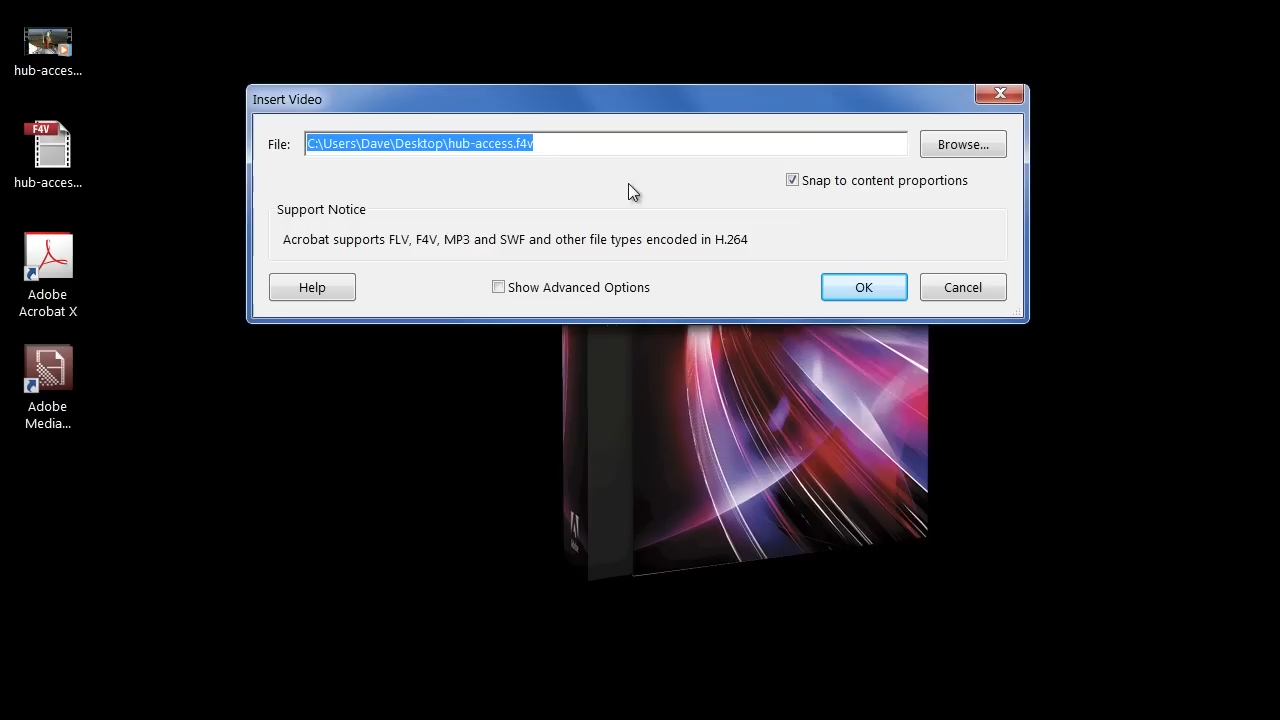 hub-acces...
F4V
hub-acces...
Adobe
Acrobat X
Adobe
Media...
Insert Video
File:
C:\Users\Dave\Desktop\hub-access.f4v
Browse...
Snap to content proportions
Support Notice
Acrobat supports FLV, F4V, MP3 and SWF and other file types encoded in H.264
Help
Show Advanced Options
OK
Cancel